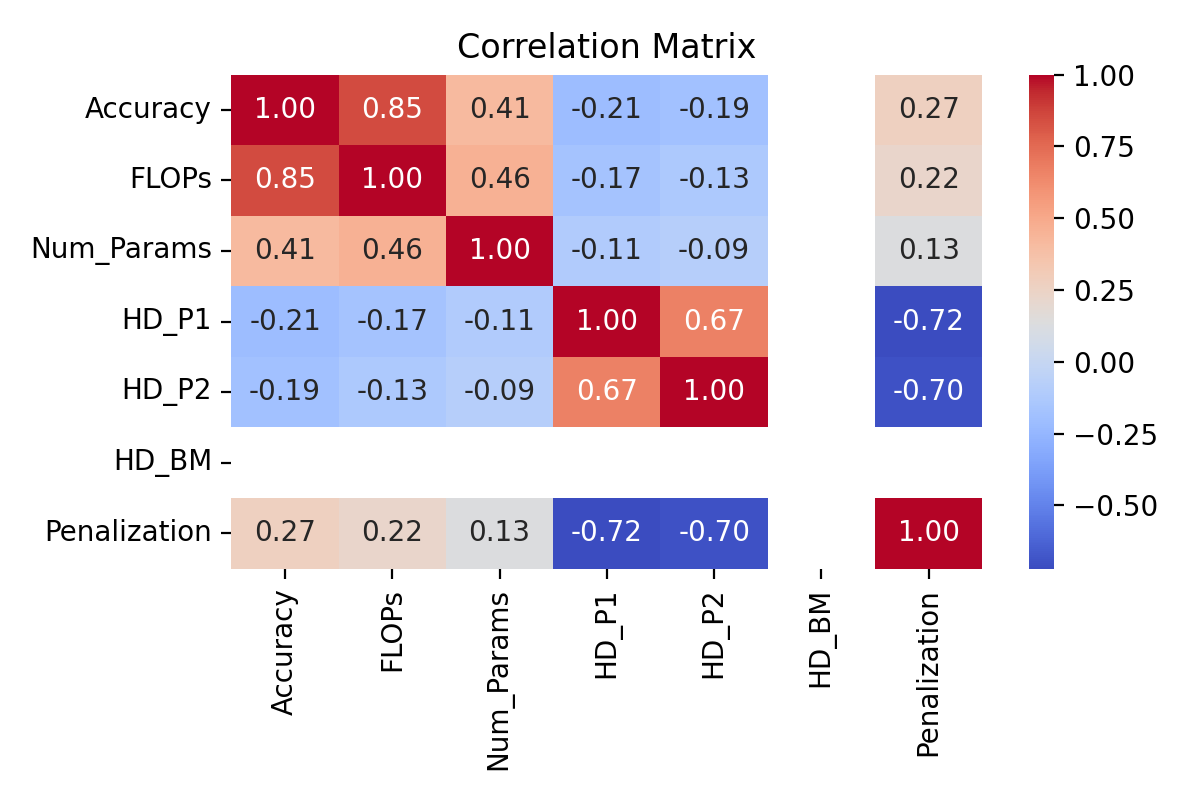 Correlation Matrix
Accuracy 1.00 0.85 0.41 -0.21 -0.19 0.27
FLOPs 0.85 1.00 0.46 -0.17 -0.13 0.22
Num_Params 0.41 0.46 1.00 -0.11 -0.09 0.13
HD_P1 -0.21 -0.17 -0.11 1.00 0.67 -0.72
HD_P2 -0.19 -0.13 -0.09 0.67 1.00 -0.70
HD_BM
Penalization 0.27 0.22 0.13 -0.72 -0.70 1.00
Accuracy FLOPs Num_Params HD_P1 HD_P2 HD_BM Penalization
1.00
0.75
0.50
0.25
0.00
−0.25
−0.50